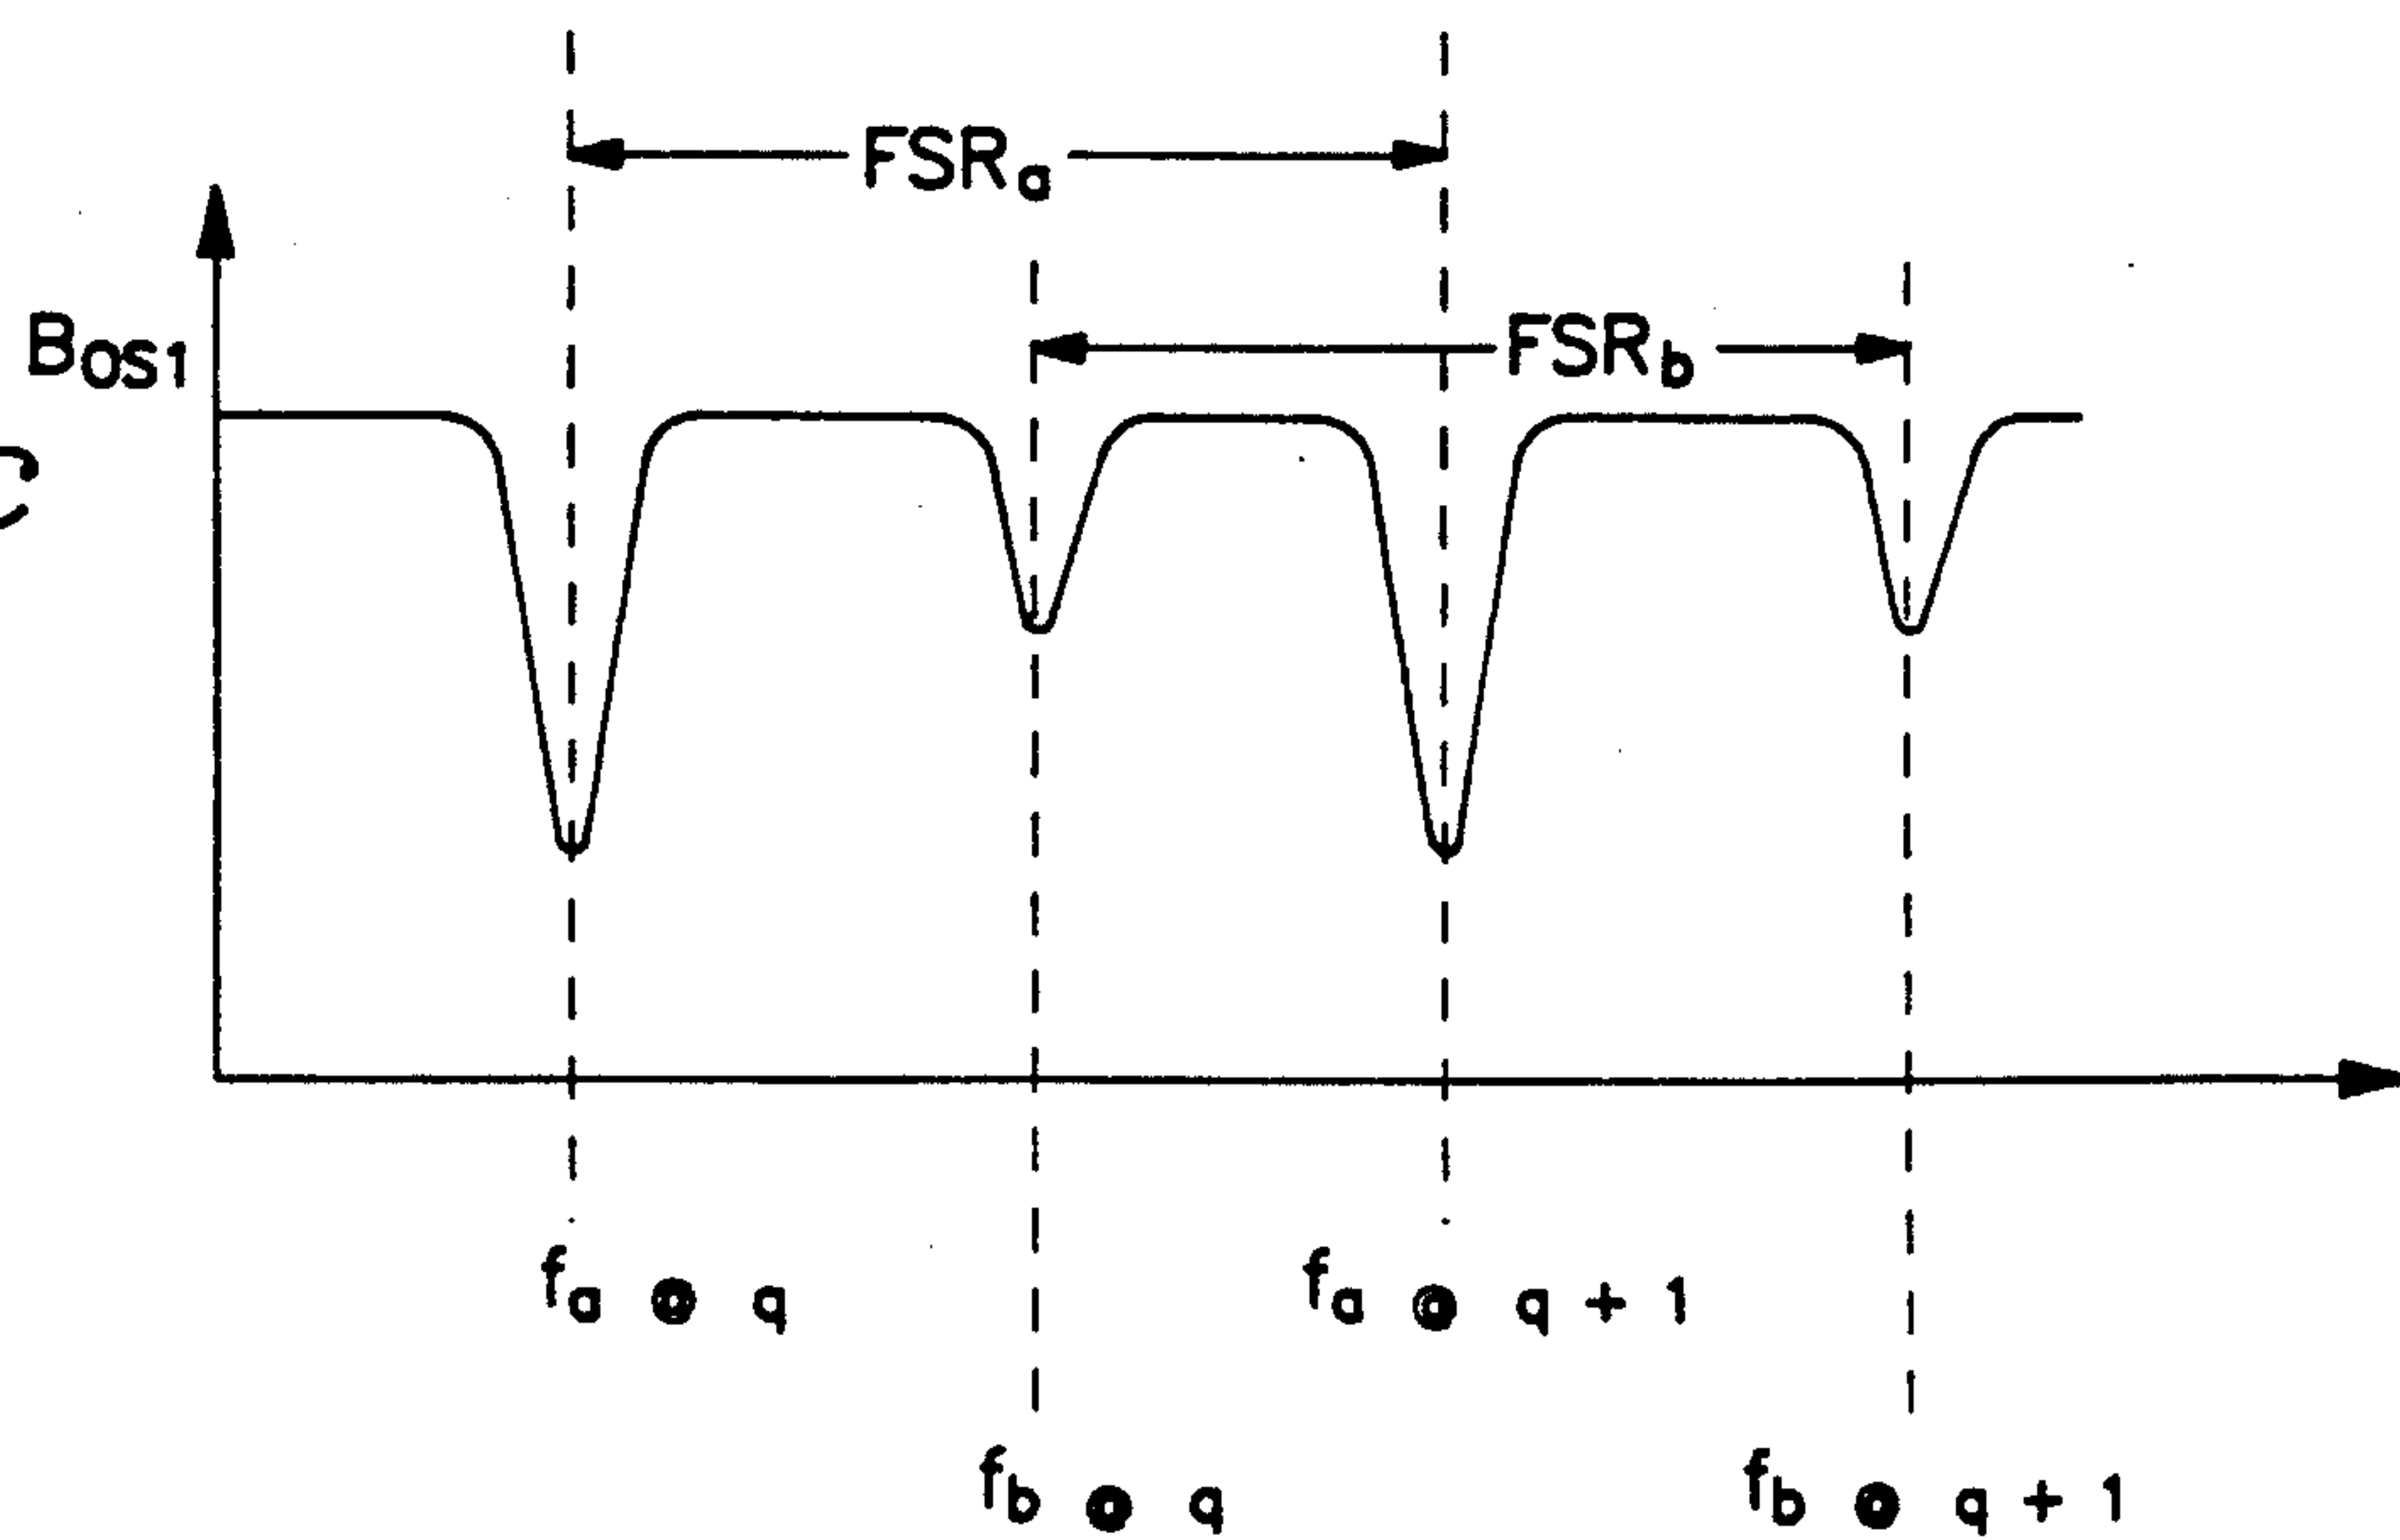 FSRa
BOS1
FSRb
fa @ q
fa @ q + 1
fb @ q
fb @ q + 1